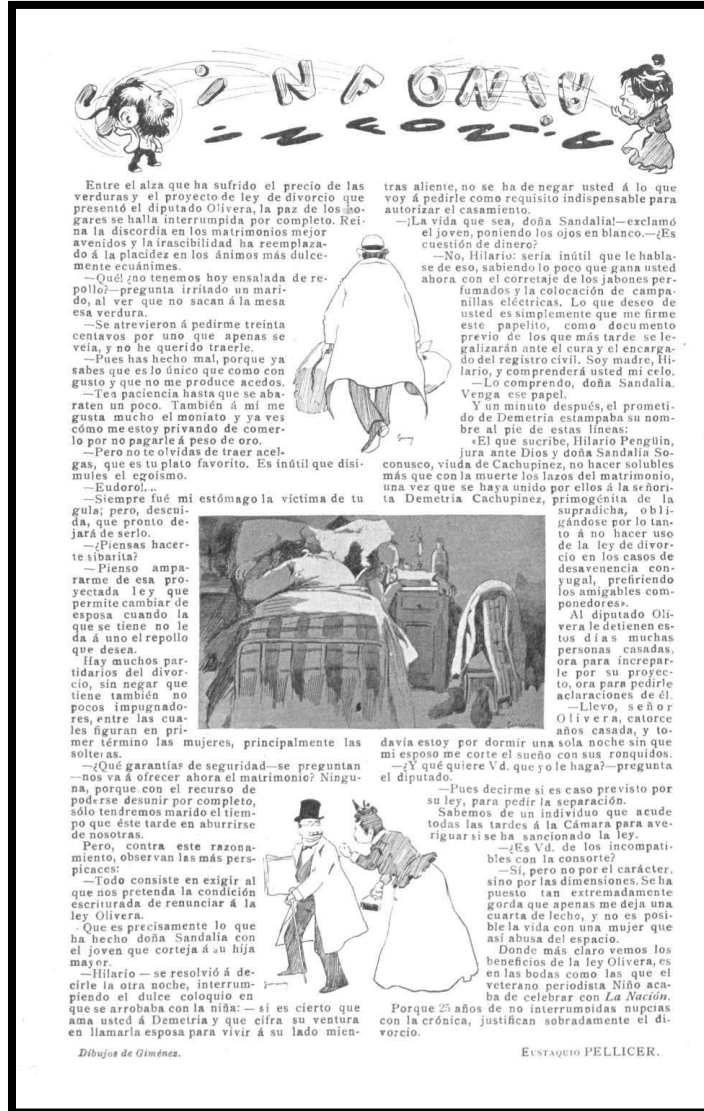 SINFONIA
Entre el alza que ha sufrido el precio de las
verduras y el proyecto de ley de divorcio que
presentó el diputado Olivera, la paz de los ho-
gares se halla interrumpida por completo. Rei-
na la discordia en los matrimonios mejor
avenidos y la irascibilidad ha reemplaza-
do á la placidez en los ánimos más dulce-
mente ecuánimes.
—Qué! ¿no tenemos hoy ensalada de re-
pollo?—pregunta irritado un mari-
do, al ver que no sacan á la mesa
esa verdura.
—Se atrevieron á pedirme treinta
centavos por uno que apenas se
veía, y no he querido traerle.
—Pues has hecho mal, porque ya
sabes que es lo único que como con
gusto y que no me produce acedos.
—Ten paciencia hasta que se aba-
raten un poco. También á mí me
gusta mucho el moniato y ya ves
cómo me estoy privando de comer-
lo por no pagarle á peso de oro.
—Pero no te olvidas de traer acel-
gas, que es tu plato favorito. Es inútil que disi-
mules el egoísmo.
—Eudoro!...
—Siempre fué mi estómago la víctima de tu
gula; pero, descui-
da, que pronto de-
jará de serlo.
—¿Piensas hacer-
te sibarita?
—Pienso ampa-
rarme de esa pro-
yectada ley que
permite cambiar de
esposa cuando la
que se tiene no le
da á uno el repollo
que desea.
Hay muchos par-
tidarios del divor-
cio, sin negar que
tiene también no
pocos impugnado-
res, entre las cua-
les figuran en pri-
mer término las mujeres, principalmente las
solteras.
—¿Qué garantías de seguridad—se preguntan
—nos va á ofrecer ahora el matrimonio? Ningu-
na, porque con el recurso de
poderse desunir por completo,
sólo tendremos marido el tiem-
po que éste tarde en aburrirse
de nosotras.
Pero, contra este razona-
miento, observan las más pers-
picaces:
—Todo consiste en exigir al
que nos pretenda la condición
escriturada de renunciar á la
ley Olivera.
Que es precisamente lo que
ha hecho doña Sandalia con
el joven que corteja á su hija
mayor.
—Hilario — se resolvió á de-
cirle la otra noche, interrum-
piendo el dulce coloquio en
que se arrobaba con la niña: — si es cierto que
ama usted á Demetria y que cifra su ventura
en llamarla esposa para vivir á su lado mien-
tras aliente, no se ha de negar usted á lo que
voy á pedirle como requisito indispensable para
autorizar el casamiento.
—¡La vida que sea, doña Sandalia!—exclamó
el joven, poniendo los ojos en blanco.—¿Es
cuestión de dinero?
—No, Hilario: sería inútil que le habla-
se de eso, sabiendo lo poco que gana usted
ahora con el corretaje de los jabones per-
fumados y la colocación de campa-
nillas eléctricas. Lo que deseo de
usted es simplemente que me firme
este papelito, como documento
previo de los que más tarde se le-
galizarán ante el cura y el encarga-
do del registro civil. Soy madre, Hi-
lario, y comprenderá usted mi celo.
—Lo comprendo, doña Sandalia.
Venga ese papel.
Y un minuto después, el prometi-
do de Demetria estampaba su nom-
bre al pie de estas líneas:
«El que sucribe, Hilario Pengüin,
jura ante Dios y doña Sandalia So-
conusco, viuda de Cachupinez, no hacer solubles
más que con la muerte los lazos del matrimonio,
una vez que se haya unido por ellos á la señori-
ta Demetria Cachupinez, primogénita de la
supradicha, obli-
gándose por lo tan-
to á no hacer uso
de la ley de divor-
cio en los casos de
desavenencia con-
yugal, prefiriendo
los amigables com-
ponedores».
Al diputado Oli-
vera le detienen es-
tos días muchas
personas casadas,
ora para increpar-
le por su proyec-
to, ora para pedirle
aclaraciones de él.
—Llevo, señor
Olivera, catorce
años casada, y to-
davía estoy por dormir una sola noche sin que
mi esposo me corte el sueño con sus ronquidos.
—¿Y qué quiere Vd. que yo le haga?—pregunta
el diputado.
—Pues decirme si es caso previsto por
su ley, para pedir la separación.
Sabemos de un individuo que acude
todas las tardes á la Cámara para ave-
riguar si se ha sancionado la ley.
—¿Es Vd. de los incompati-
bles con la consorte?
—Sí, pero no por el carácter,
sino por las dimensiones. Se ha
puesto tan extremadamente
gorda que apenas me deja una
cuarta de lecho, y no es posi-
ble la vida con una mujer que
así abusa del espacio.
Donde más claro vemos los
beneficios de la ley Olivera, es
en las bodas como las que el
veterano periodista Niño aca-
ba de celebrar con La Nación.
Porque 25 años de no interrumpidas nupcias
con la crónica, justifican sobradamente el di-
vorcio.
Dibujos de Giménez.
EUSTAQUIO PELLICER.